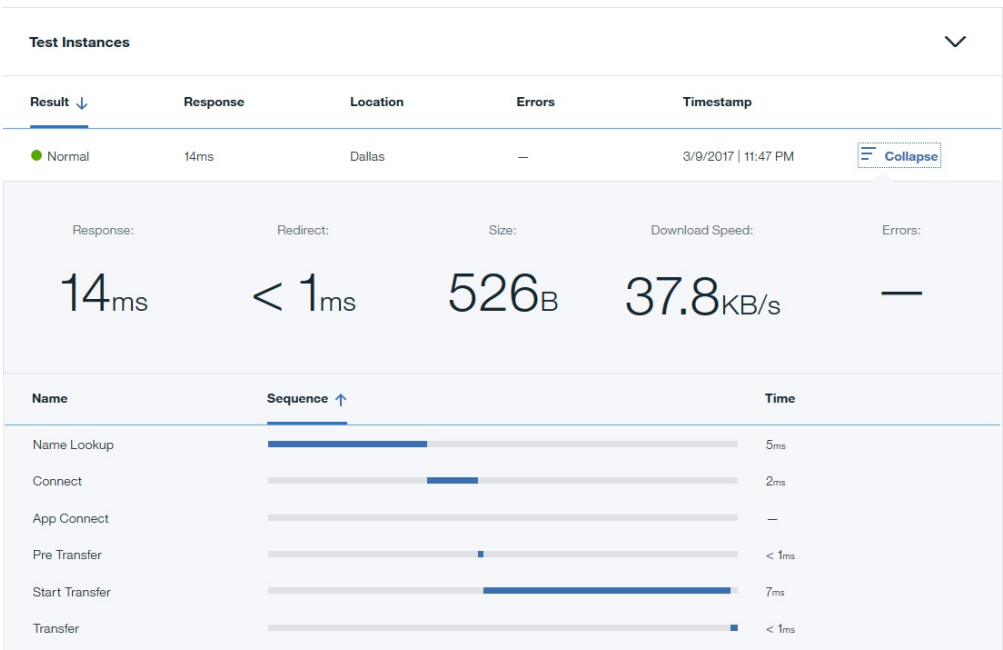 Test Instances
Result ↓ Response Location Errors Timestamp
Normal 14ms Dallas — 3/9/2017 | 11:47 PM Collapse
Response: Redirect: Size: Download Speed: Errors:
14ms < 1ms 526B 37.8KB/s —
Name Sequence ↑ Time
Name Lookup 5ms
Connect 2ms
App Connect —
Pre Transfer < 1ms
Start Transfer 7ms
Transfer < 1ms